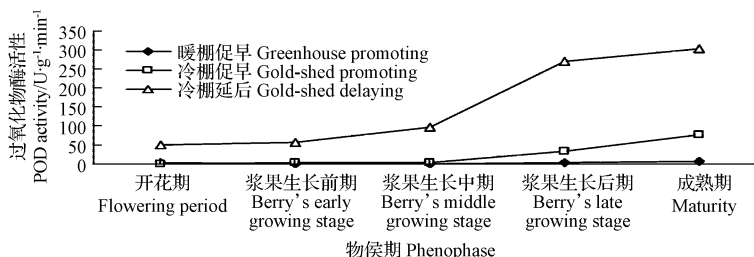 过氧化物酶活性
POD activity/U·g⁻¹·min⁻¹
350
300
250
200
150
100
50
0
暖棚促早 Greenhouse promoting
冷棚促早 Gold-shed promoting
冷棚延后 Gold-shed delaying
开花期
Flowering period
浆果生长前期
Berry's early
growing stage
浆果生长中期
Berry's middle
growing stage
浆果生长后期
Berry's late
growing stage
成熟期
Maturity
物侯期 Phenophase